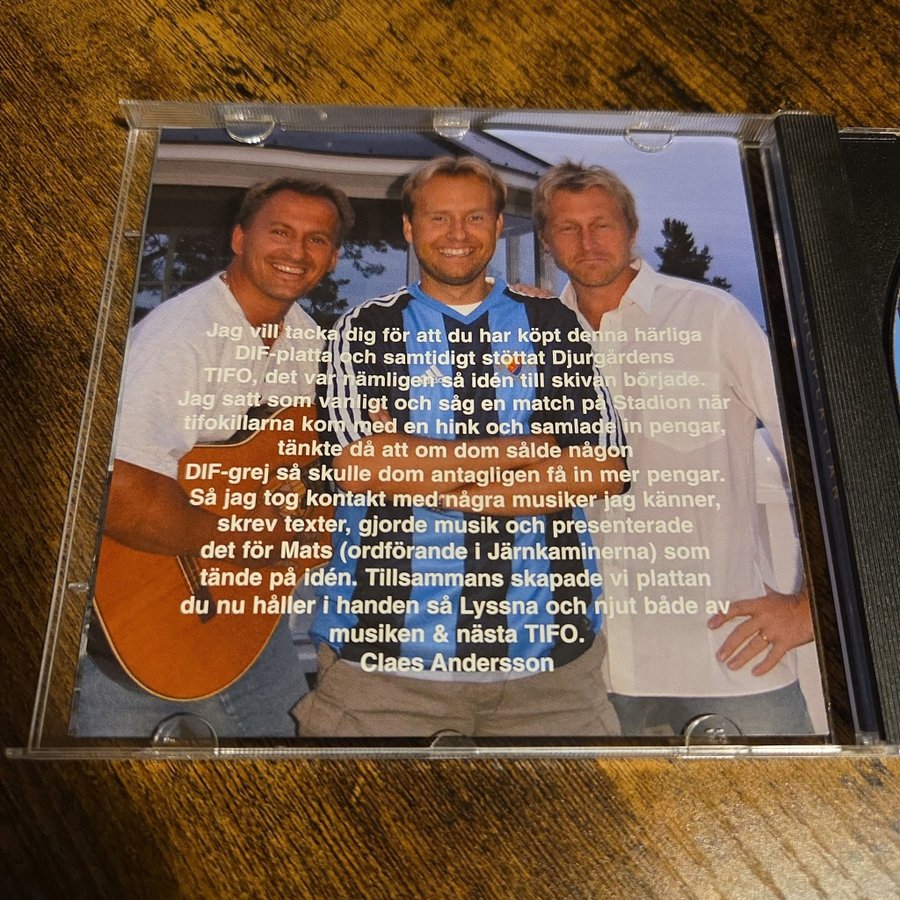 Jag vill tacka dig för att du har köpt denna härliga
DIF-platta och samtidigt stöttat Djurgårdens
TIFO, det var nämligen så idén till skivan började.
Jag satt som vanligt och såg en match på Stadion när
tifokillarna kom med en hink och samlade in pengar,
tänkte då att om dom sålde någon
DIF-grej så skulle dom antagligen få in mer pengar.
Så jag tog kontakt med några musiker jag känner,
skrev texter, gjorde musik och presenterade
det för Mats (ordförande i Järnkaminerna) som
tände på idén. Tillsammans skapade vi plattan
du nu håller i handen så Lyssna och njut både av
musiken & nästa TIFO.
Claes Andersson